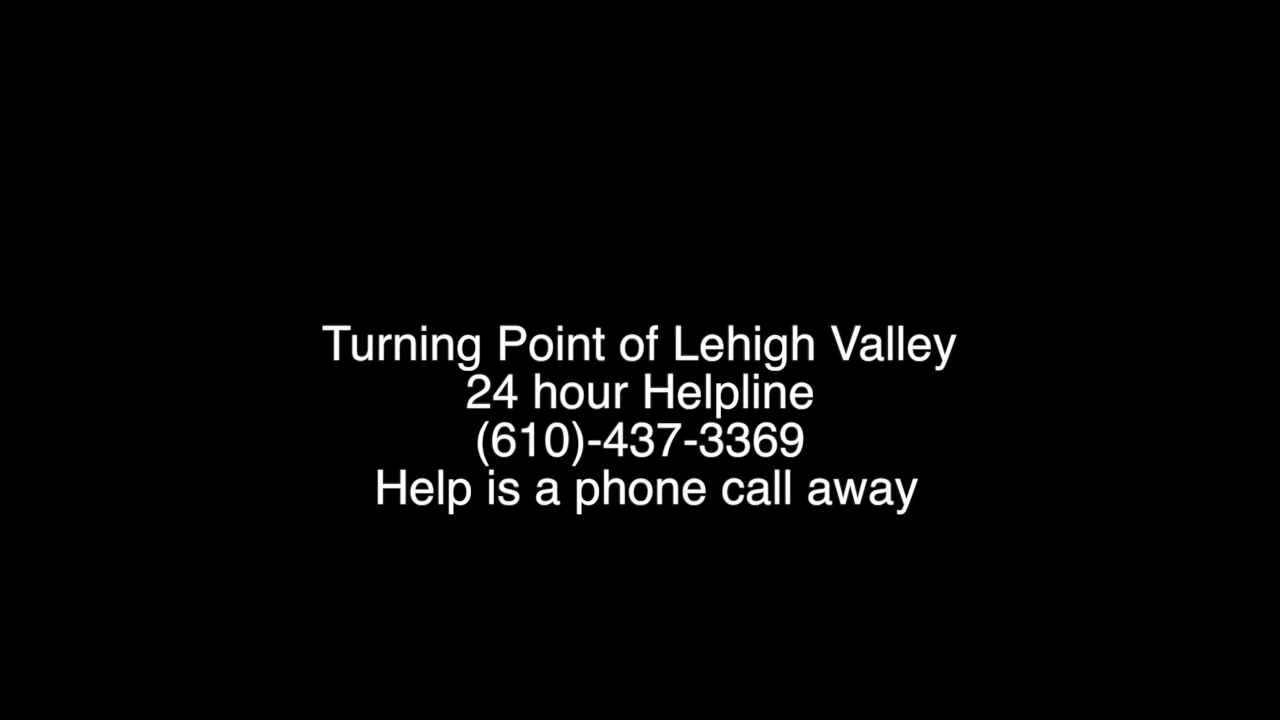 Turning Point of Lehigh Valley
24 hour Helpline
(610)-437-3369
Help is a phone call away